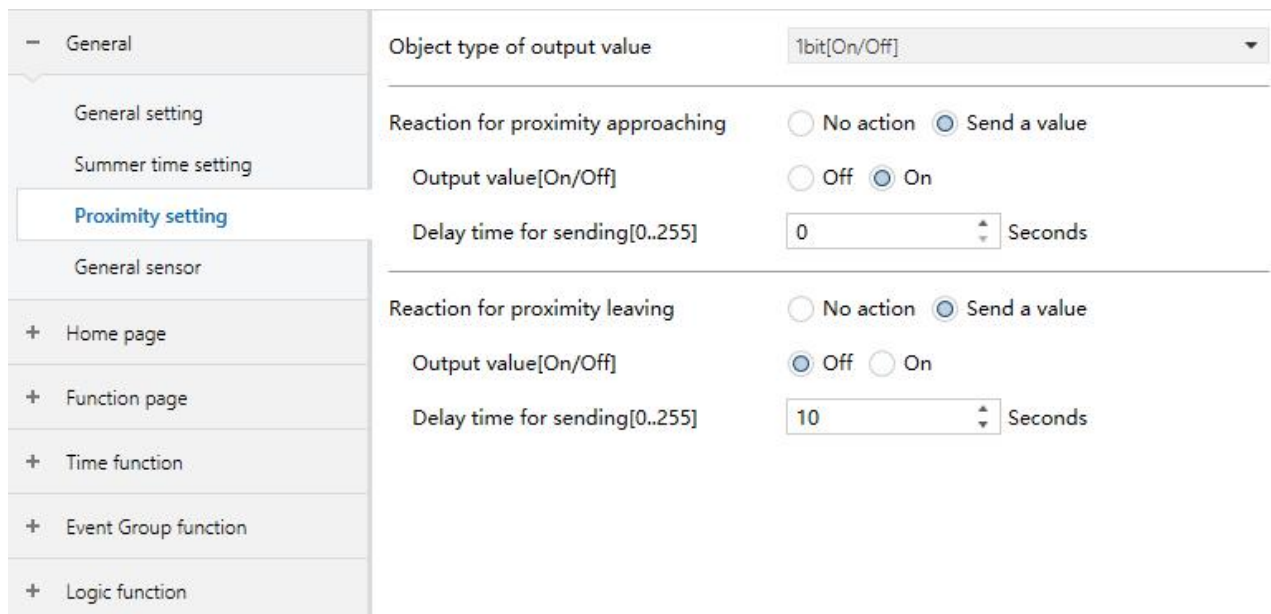 − General
General setting
Summer time setting
Proximity setting
General sensor
+ Home page
+ Function page
+ Time function
+ Event Group function
+ Logic function
Object type of output value 1bit[On/Off]
Reaction for proximity approaching No action Send a value
Output value[On/Off] Off On
Delay time for sending[0..255] 0 Seconds
Reaction for proximity leaving No action Send a value
Output value[On/Off] Off On
Delay time for sending[0..255] 10 Seconds